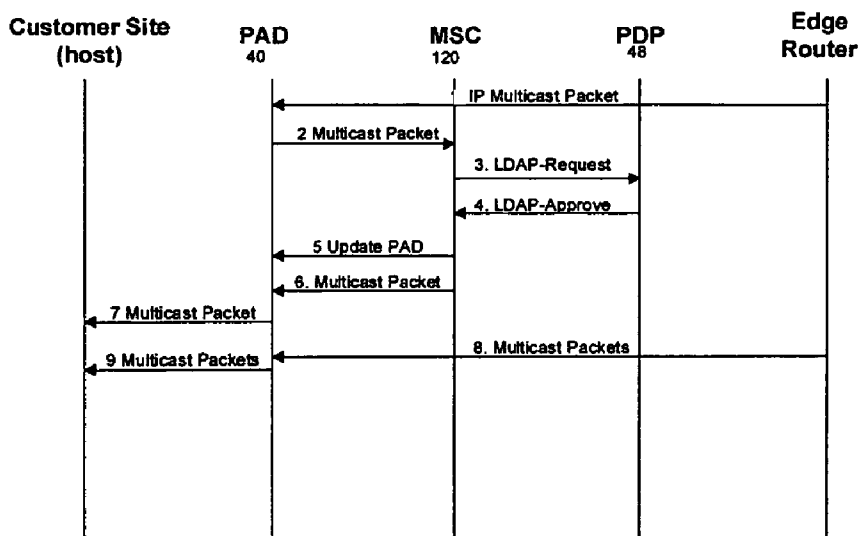 Customer Site
(host)
PAD
40
MSC
120
PDP
48
Edge
Router
IP Multicast Packet
2 Multicast Packet
3. LDAP-Request
4. LDAP-Approve
5 Update PAD
6. Multicast Packet
7 Multicast Packet
8. Multicast Packets
9 Multicast Packets